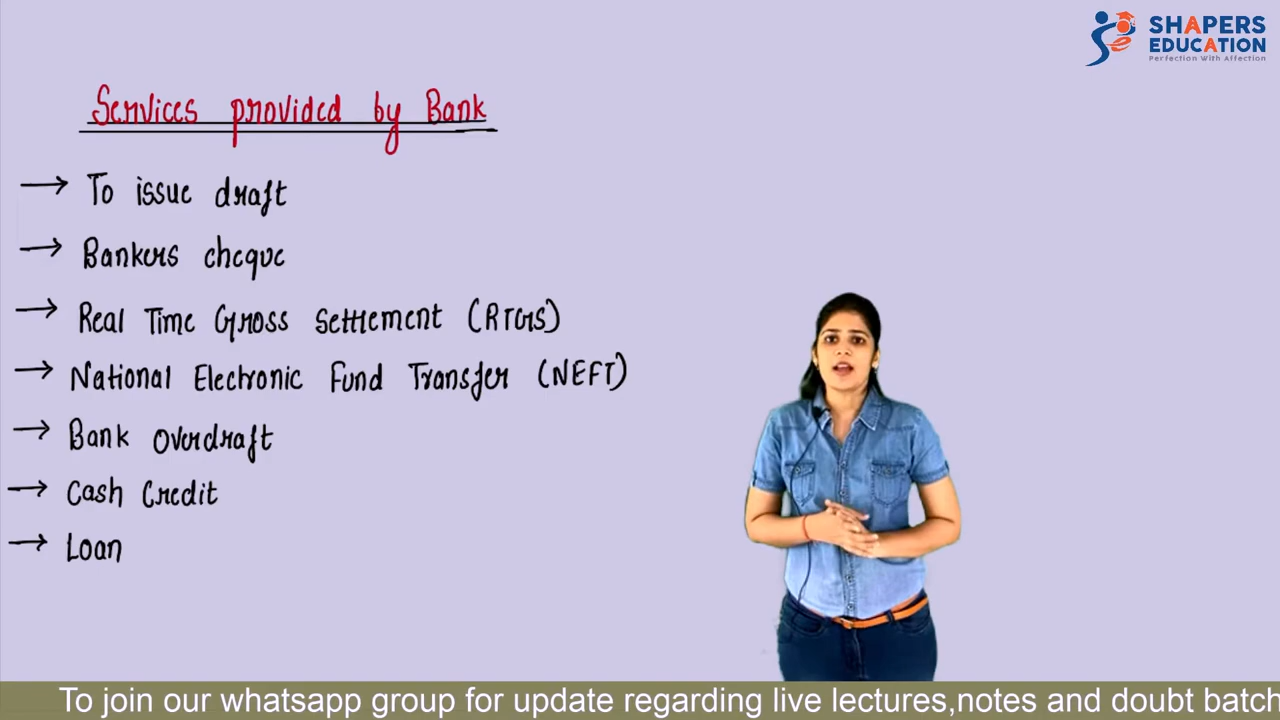 SHAPERS
EDUCATION
Perfection With Affection
Services provided by Bank
→ To issue draft
→ Bankers cheque
→ Real Time Gross Settlement (RTGS)
→ National Electronic Fund Transfer (NEFT)
→ Bank Overdraft
→ Cash Credit
→ Loan
To join our whatsapp group for update regarding live lectures,notes and doubt batch